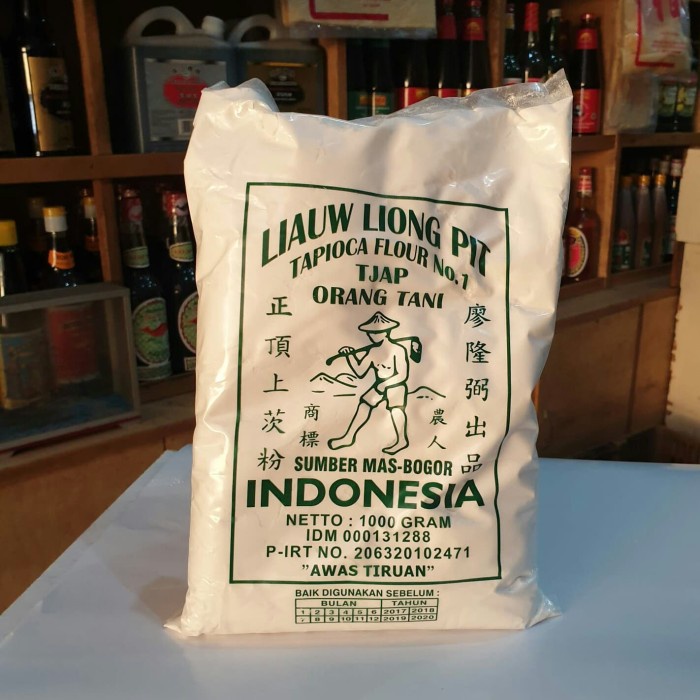 LIAUW LIONG PIT
TAPIOCA FLOUR No.1
TJAP
ORANG TANI
正頂上茨粉
商標
農人
廖隆弼出品
SUMBER MAS-BOGOR
INDONESIA
NETTO : 1000 GRAM
IDM 000131288
P-IRT NO. 206320102471
"AWAS TIRUAN"
BAIK DIGUNAKAN SEBELUM :
BULAN TAHUN
1 2 3 4 5 6 2017 2018
7 8 9 10 11 12 2019 2020